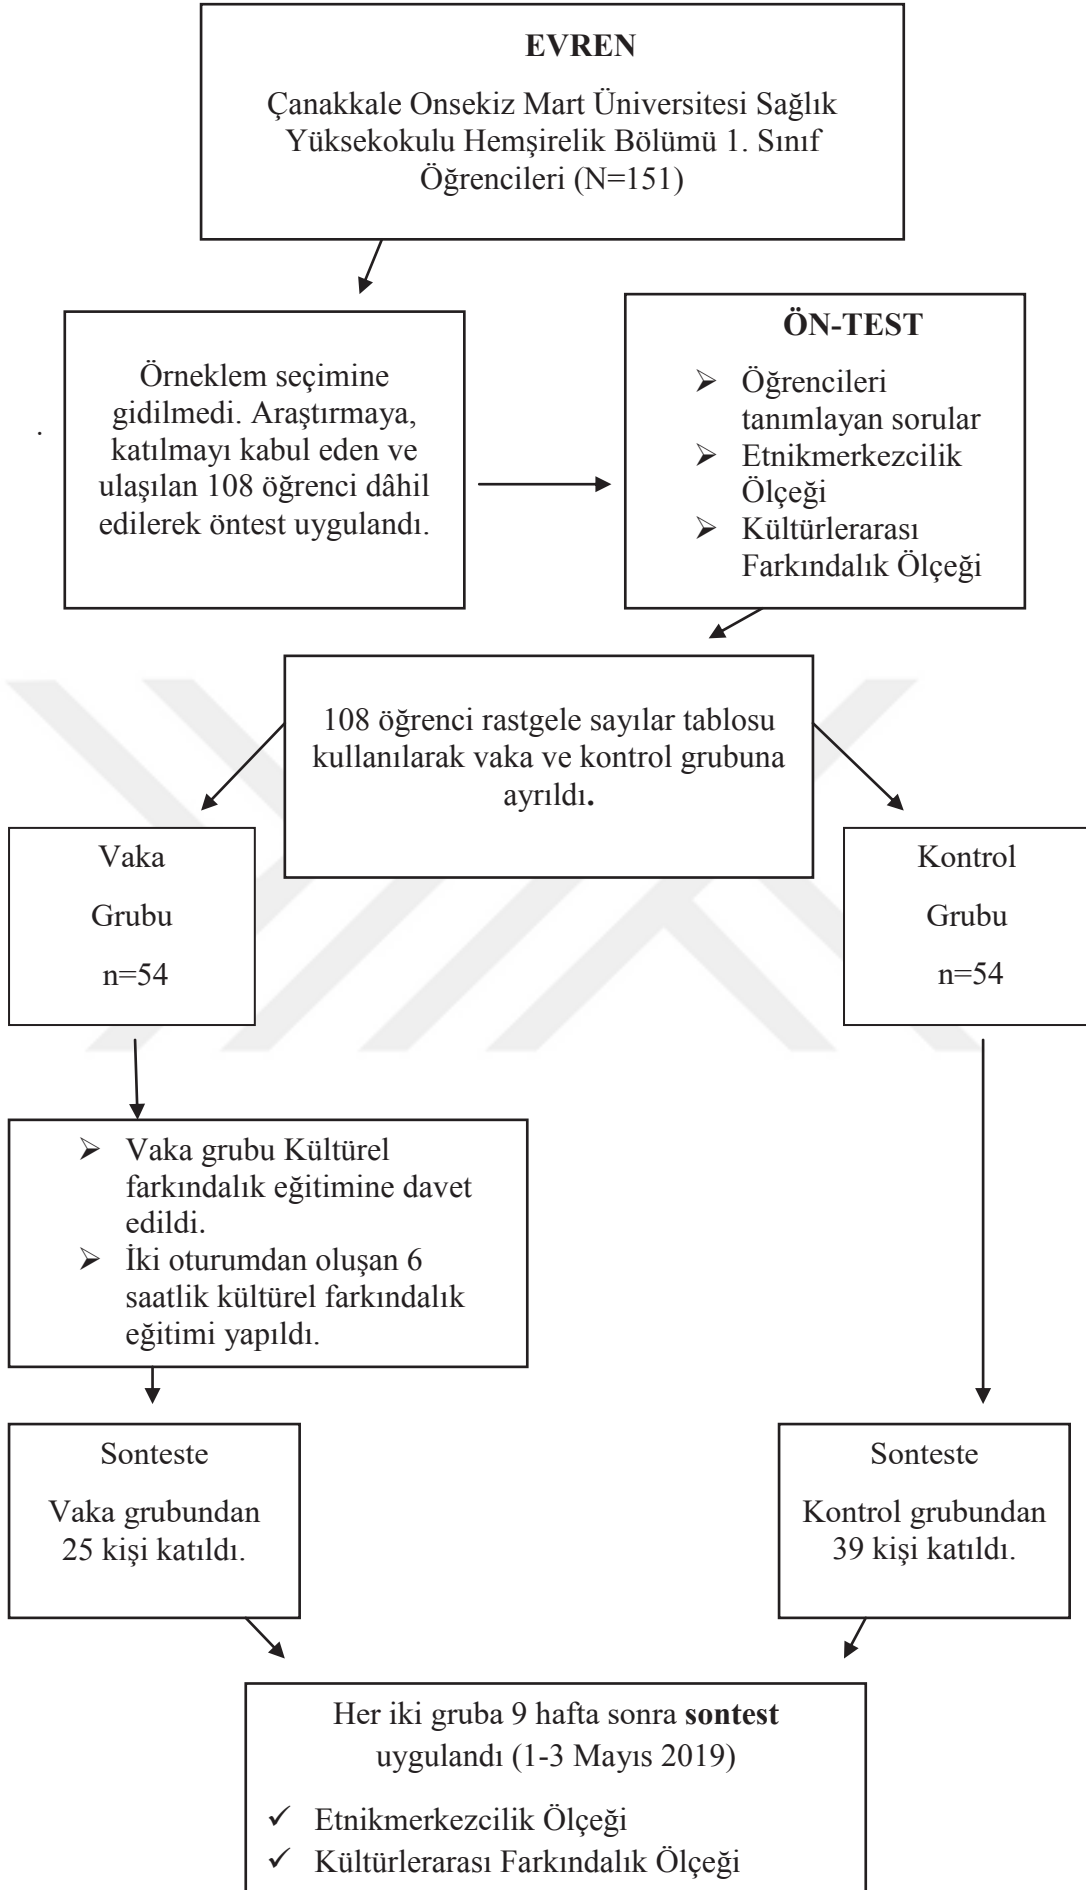 EVREN
Çanakkale Onsekiz Mart Üniversitesi Sağlık
Yüksekokulu Hemşirelik Bölümü 1. Sınıf
Öğrencileri (N=151)
Örneklem seçimine
gidilmedi. Araştırmaya,
katılmayı kabul eden ve
ulaşılan 108 öğrenci dâhil
edilerek öntest uygulandı.
.
ÖN-TEST
➢ Öğrencileri
tanımlayan sorular
➢ Etnikmerkezcilik
Ölçeği
➢ Kültürlerarası
Farkındalık Ölçeği
108 öğrenci rastgele sayılar tablosu
kullanılarak vaka ve kontrol grubuna
ayrıldı.
Vaka
Grubu
n=54
Kontrol
Grubu
n=54
➢ Vaka grubu Kültürel
farkındalık eğitimine davet
edildi.
➢ İki oturumdan oluşan 6
saatlik kültürel farkındalık
eğitimi yapıldı.
Sonteste
Vaka grubundan
25 kişi katıldı.
Sonteste
Kontrol grubundan
39 kişi katıldı.
Her iki gruba 9 hafta sonra sontest
uygulandı (1-3 Mayıs 2019)
✓ Etnikmerkezcilik Ölçeği
✓ Kültürlerarası Farkındalık Ölçeği